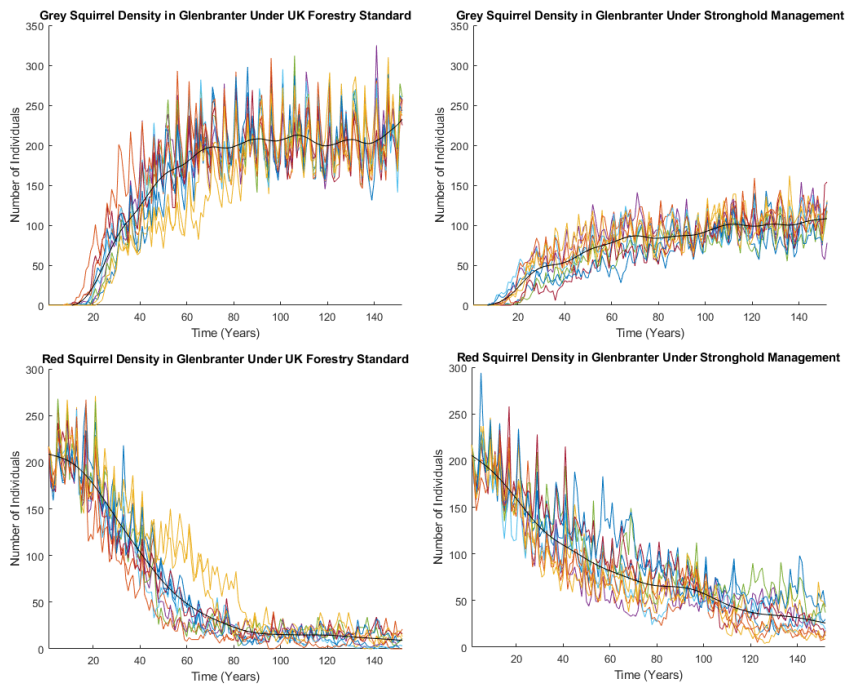 Grey Squirrel Density in Glenbranter Under UK Forestry Standard
350
300
250
200
150
100
50
0
Number of Individuals
20 40 60 80 100 120 140
Time (Years)
Grey Squirrel Density in Glenbranter Under Stronghold Management
350
300
250
200
150
100
50
0
Number of Individuals
20 40 60 80 100 120 140
Time (Years)
Red Squirrel Density in Glenbranter Under UK Forestry Standard
300
250
200
150
100
50
0
Number of Individuals
20 40 60 80 100 120 140
Time (Years)
Red Squirrel Density in Glenbranter Under Stronghold Management
300
250
200
150
100
50
0
Number of Individuals
20 40 60 80 100 120 140
Time (Years)